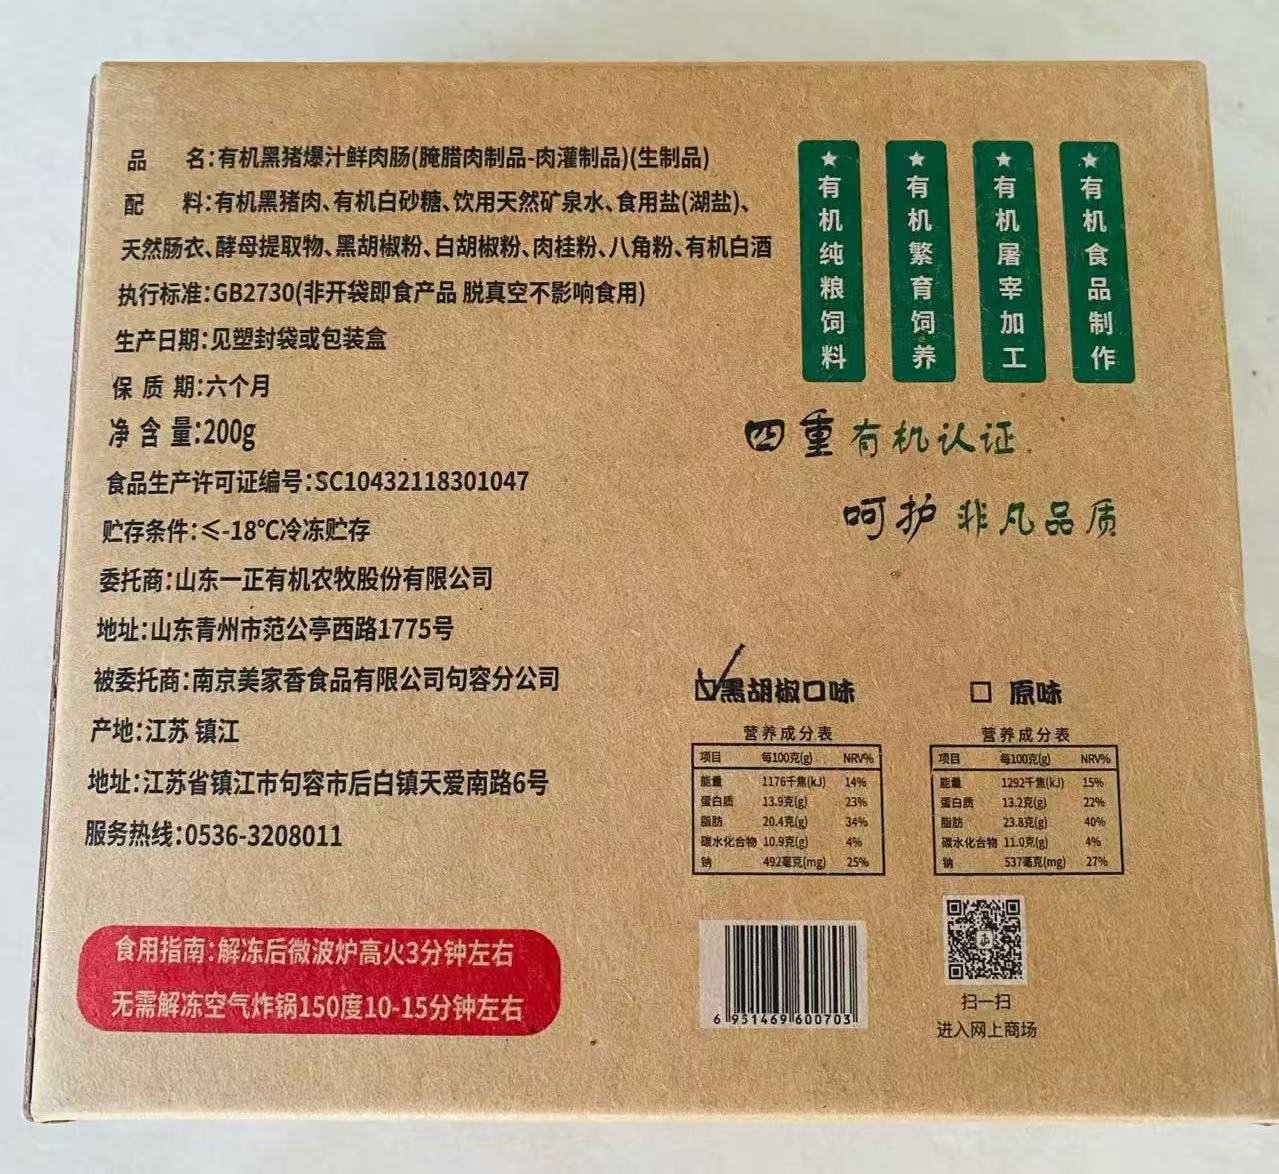 品 名:有机黑猪爆汁鲜肉肠(腌腊肉制品-肉灌制品)(生制品)
配 料:有机黑猪肉、有机白砂糖、饮用天然矿泉水、食用盐(湖盐)、
天然肠衣、酵母提取物、黑胡椒粉、白胡椒粉、肉桂粉、八角粉、有机白酒
执行标准:GB2730(非开袋即食产品 脱真空不影响食用)
生产日期:见塑封袋或包装盒
保 质 期:六个月
净 含 量:200g
食品生产许可证编号:SC10432118301047
贮存条件:≤-18℃冷冻贮存
委托商:山东一正有机农牧股份有限公司
地址:山东青州市范公亭西路1775号
被委托商:南京美家香食品有限公司句容分公司
产地:江苏 镇江
地址:江苏省镇江市句容市后白镇天爱南路6号
服务热线:0536-3208011
食用指南:解冻后微波炉高火3分钟左右
无需解冻空气炸锅150度10-15分钟左右
★有机纯粮饲料
★有机繁育饲养
★有机屠宰加工
★有机食品制作
四重有机认证
呵护非凡品质
☑黑胡椒口味
营养成分表
项目 每100克(g) NRV%
能量 1176千焦(kJ) 14%
蛋白质 13.9克(g) 23%
脂肪 20.4克(g) 34%
碳水化合物 10.9克(g) 4%
钠 492毫克(mg) 25%
□ 原味
营养成分表
项目 每100克(g) NRV%
能量 1292千焦(kJ) 15%
蛋白质 13.2克(g) 22%
脂肪 23.8克(g) 40%
碳水化合物 11.0克(g) 4%
钠 537毫克(mg) 27%
6 951469 600703
扫一扫
进入网上商场